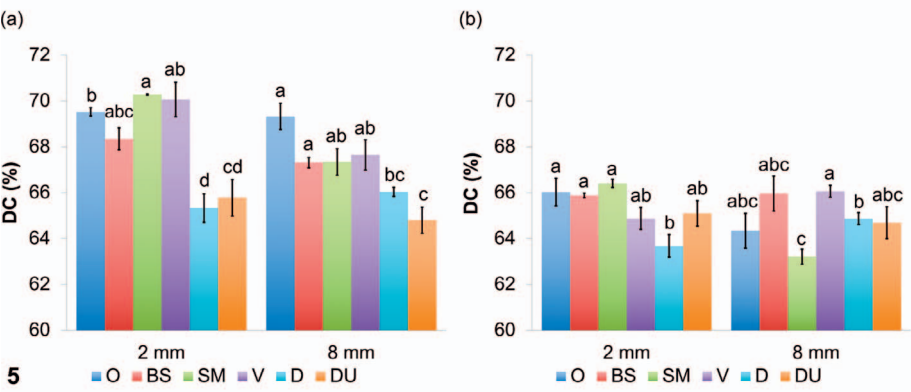 (a)
(b)
72
70
68
66
64
62
60
DC (%)
b
abc
a
ab
d
cd
a
a
ab
ab
bc
c
2 mm
8 mm
72
70
68
66
64
62
60
DC (%)
a
a
a
ab
b
ab
abc
abc
c
a
b
abc
2 mm
8 mm
5
O BS SM V D DU
O BS SM V D DU